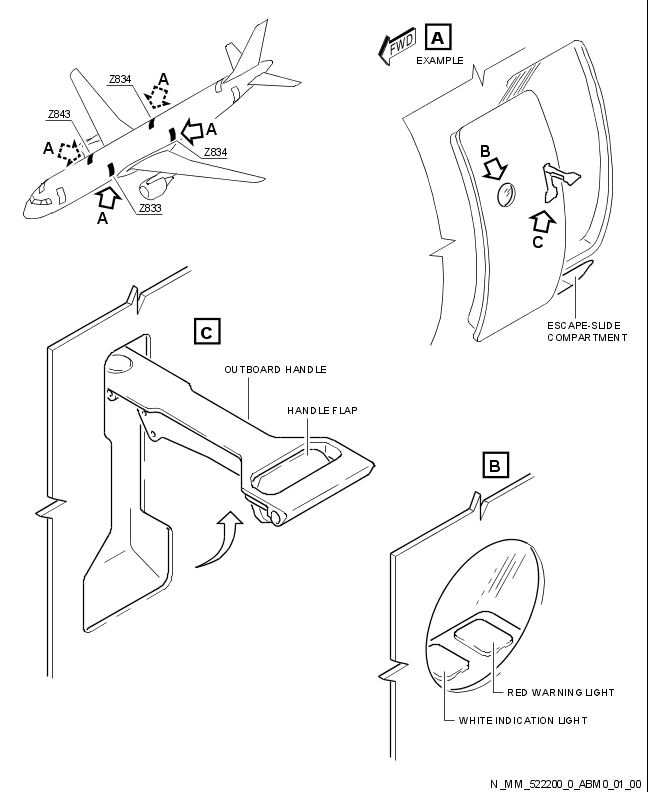 FWD
A
EXAMPLE
Z834
A
Z843
A
A
Z834
A
Z833
B
C
ESCAPE-SLIDE
COMPARTMENT
C
OUTBOARD HANDLE
HANDLE FLAP
B
RED WARNING LIGHT
WHITE INDICATION LIGHT
N_MM_522200_0_ABM0_01_00